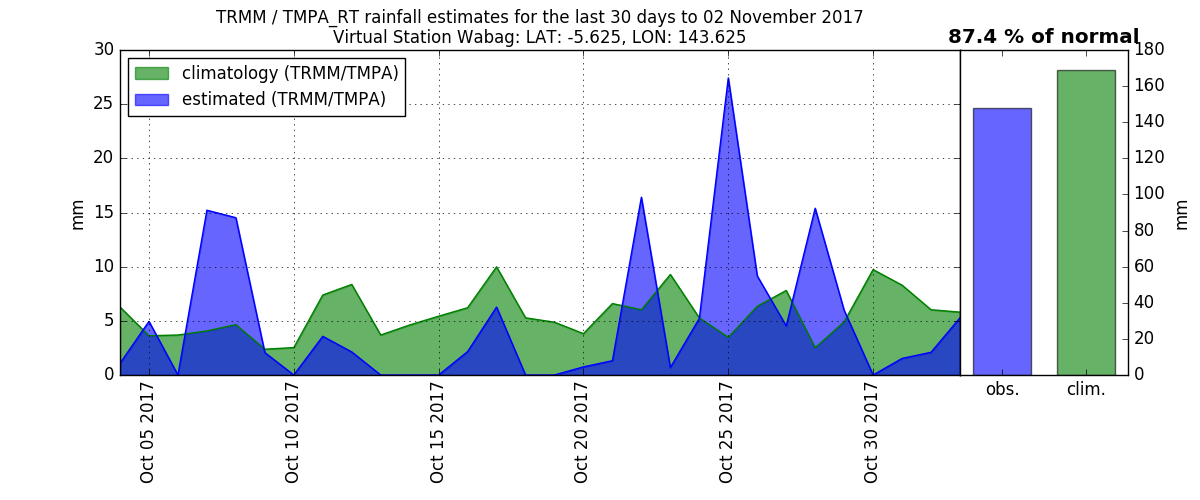 TRMM / TMPA_RT rainfall estimates for the last 30 days to 02 November 2017
Virtual Station Wabag: LAT: -5.625, LON: 143.625
87.4 % of normal
climatology (TRMM/TMPA)
estimated (TRMM/TMPA)
mm
30
25
20
15
10
5
0
Oct 05 2017
Oct 10 2017
Oct 15 2017
Oct 20 2017
Oct 25 2017
Oct 30 2017
obs.
clim.
180
160
140
120
100
80
60
40
20
0
mm